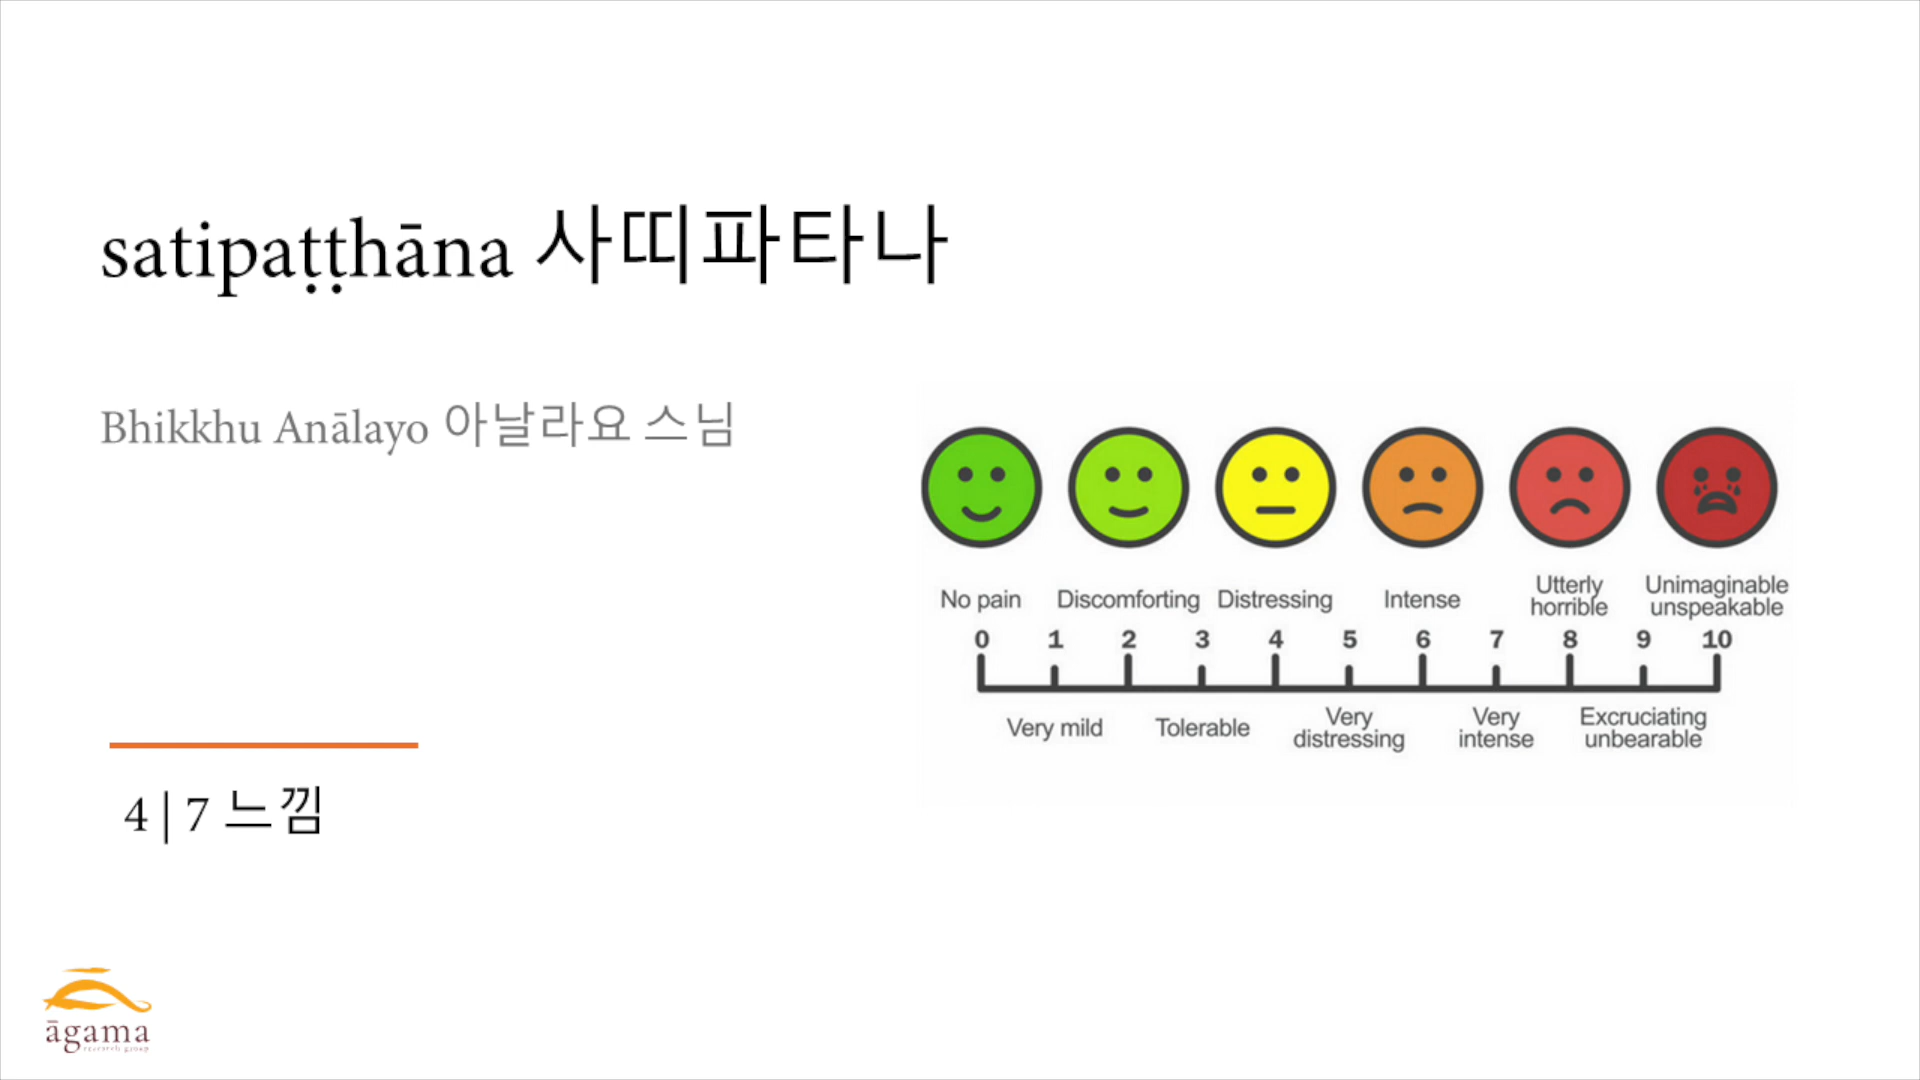 satipaṭṭhāna 사띠파타나
Bhikkhu Anālayo 아날라요 스님
No pain
Discomforting
Distressing
Intense
Utterly
horrible
Unimaginable
unspeakable
0 1 2 3 4 5 6 7 8 9 10
Very mild
Tolerable
Very
distressing
Very
intense
Excruciating
unbearable
4 | 7 느낌
āgama
research group